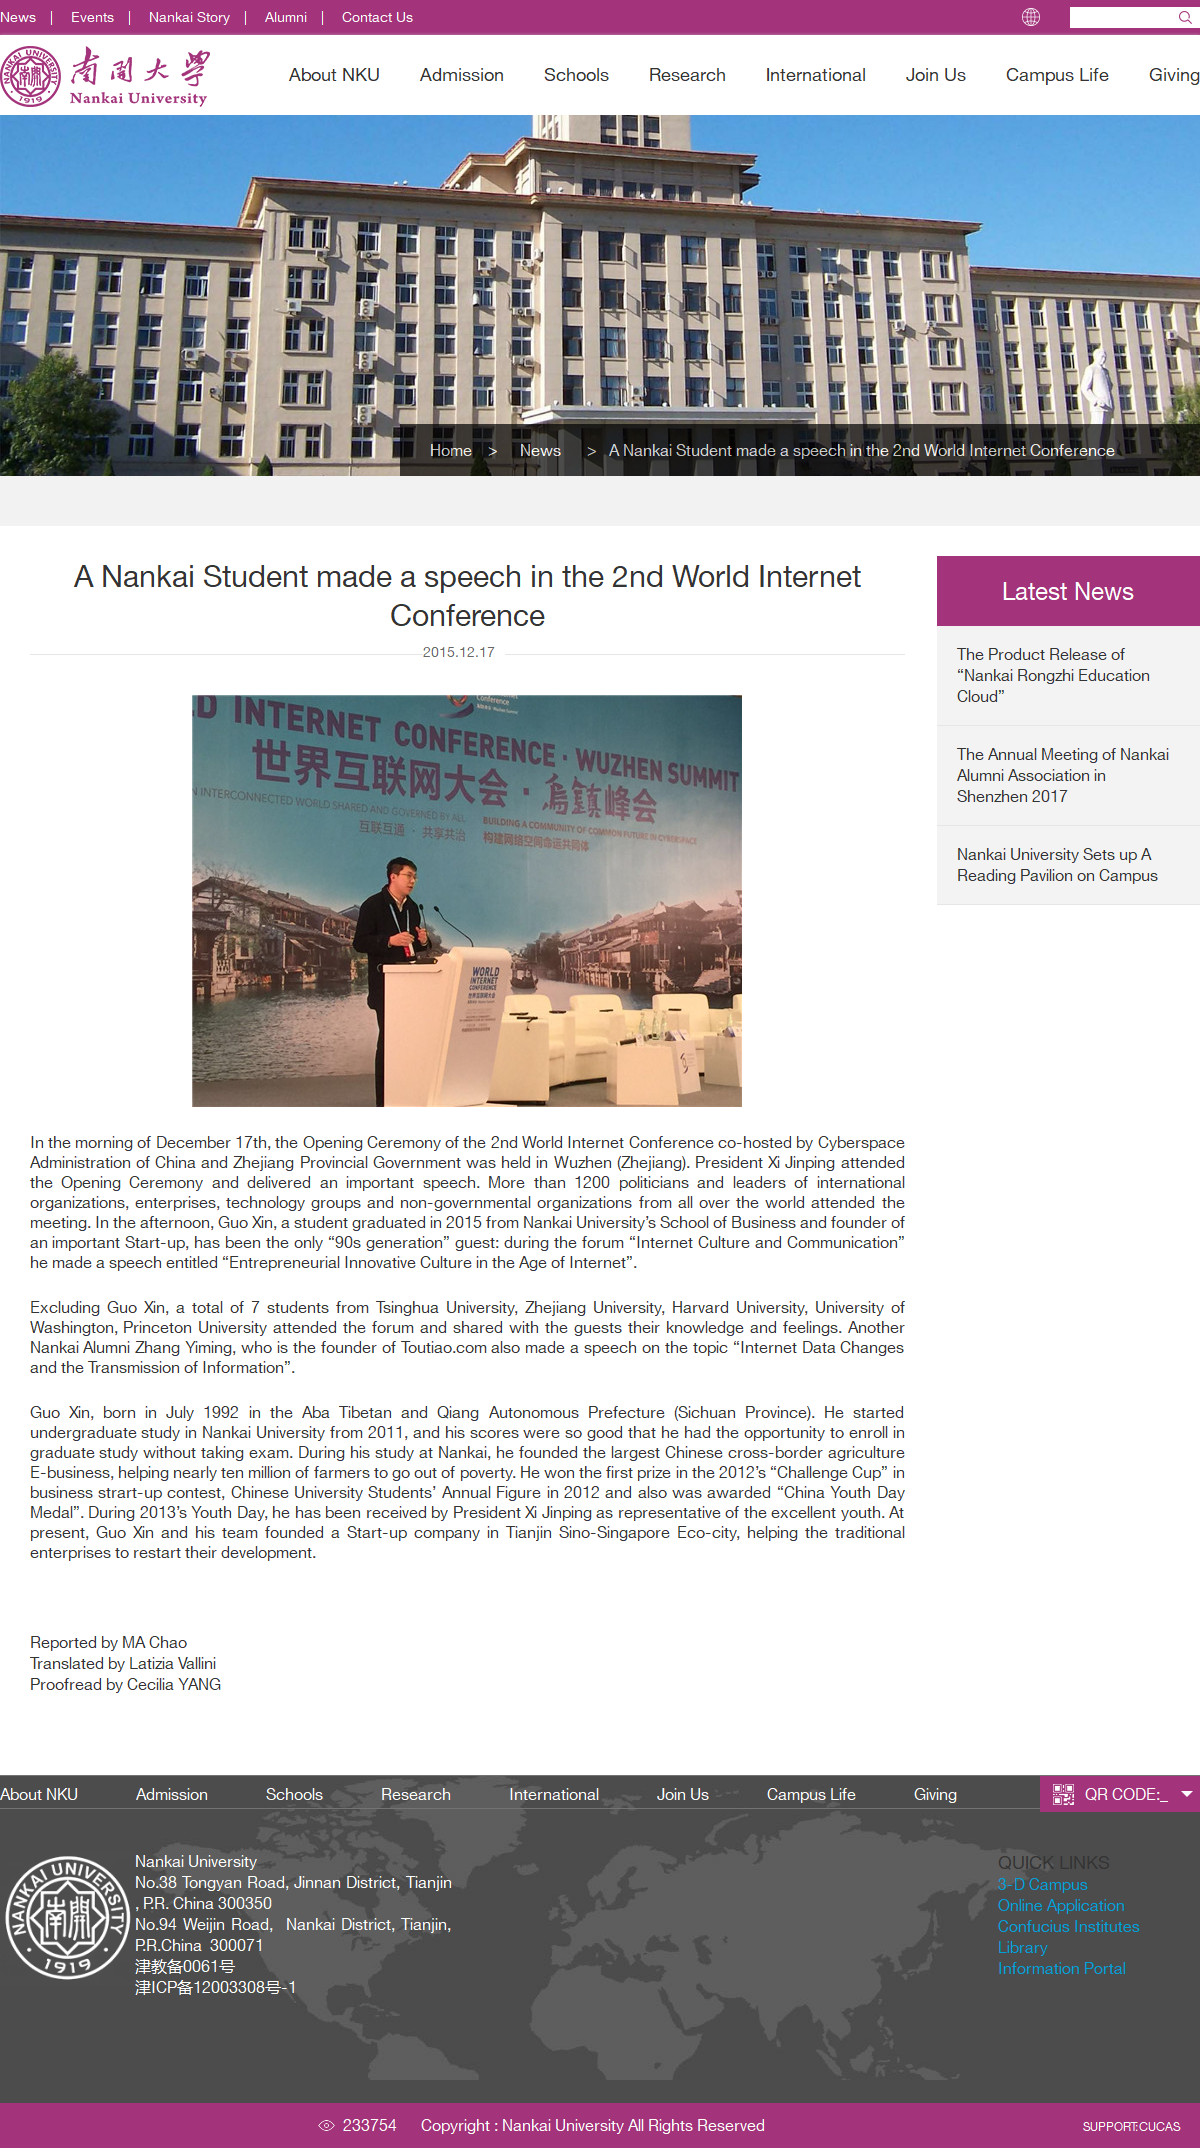 News | Events | Nankai Story | Alumni | Contact Us
NANKAI UNIVERSITY
南開
1919
南开大学
Nankai University
About NKU Admission Schools Research International Join Us Campus Life Giving
Home > News > A Nankai Student made a speech in the 2nd World Internet Conference
A Nankai Student made a speech in the 2nd World Internet
Conference
2015.12.17
Latest News
The Product Release of
“Nankai Rongzhi Education
Cloud”
The Annual Meeting of Nankai
Alumni Association in
Shenzhen 2017
Nankai University Sets up A
Reading Pavilion on Campus
Conference
D INTERNET CONFERENCE · WUZHEN SUMMIT
世界互联网大会 · 乌镇峰会
N INTERCONNECTED WORLD SHARED AND GOVERNED BY ALL
互联互通 · 共享共治
BUILDING A COMMUNITY OF COMMON FUTURE IN CYBERSPACE
构建网络空间命运共同体
WORLD
INTERNET
CONFERENCE
世界互联网大会
In the morning of December 17th, the Opening Ceremony of the 2nd World Internet Conference co-hosted by Cyberspace
Administration of China and Zhejiang Provincial Government was held in Wuzhen (Zhejiang). President Xi Jinping attended
the Opening Ceremony and delivered an important speech. More than 1200 politicians and leaders of international
organizations, enterprises, technology groups and non-governmental organizations from all over the world attended the
meeting. In the afternoon, Guo Xin, a student graduated in 2015 from Nankai University’s School of Business and founder of
an important Start-up, has been the only “90s generation” guest: during the forum “Internet Culture and Communication”
he made a speech entitled “Entrepreneurial Innovative Culture in the Age of Internet”.
Excluding Guo Xin, a total of 7 students from Tsinghua University, Zhejiang University, Harvard University, University of
Washington, Princeton University attended the forum and shared with the guests their knowledge and feelings. Another
Nankai Alumni Zhang Yiming, who is the founder of Toutiao.com also made a speech on the topic “Internet Data Changes
and the Transmission of Information”.
Guo Xin, born in July 1992 in the Aba Tibetan and Qiang Autonomous Prefecture (Sichuan Province). He started
undergraduate study in Nankai University from 2011, and his scores were so good that he had the opportunity to enroll in
graduate study without taking exam. During his study at Nankai, he founded the largest Chinese cross-border agriculture
E-business, helping nearly ten million of farmers to go out of poverty. He won the first prize in the 2012’s “Challenge Cup” in
business strart-up contest, Chinese University Students’ Annual Figure in 2012 and also was awarded “China Youth Day
Medal”. During 2013’s Youth Day, he has been received by President Xi Jinping as representative of the excellent youth. At
present, Guo Xin and his team founded a Start-up company in Tianjin Sino-Singapore Eco-city, helping the traditional
enterprises to restart their development.
Reported by MA Chao
Translated by Latizia Vallini
Proofread by Cecilia YANG
About NKU Admission Schools Research International Join Us Campus Life Giving QR CODE:_
NANKAI UNIVERSITY
南開
1919
Nankai University
No.38 Tongyan Road, Jinnan District, Tianjin
, P.R. China 300350
No.94 Weijin Road, Nankai District, Tianjin,
P.R.China 300071
津教备0061号
津ICP备12003308号-1
QUICK LINKS
3-D Campus
Online Application
Confucius Institutes
Library
Information Portal
233754 Copyright : Nankai University All Rights Reserved
SUPPORT:CUCAS